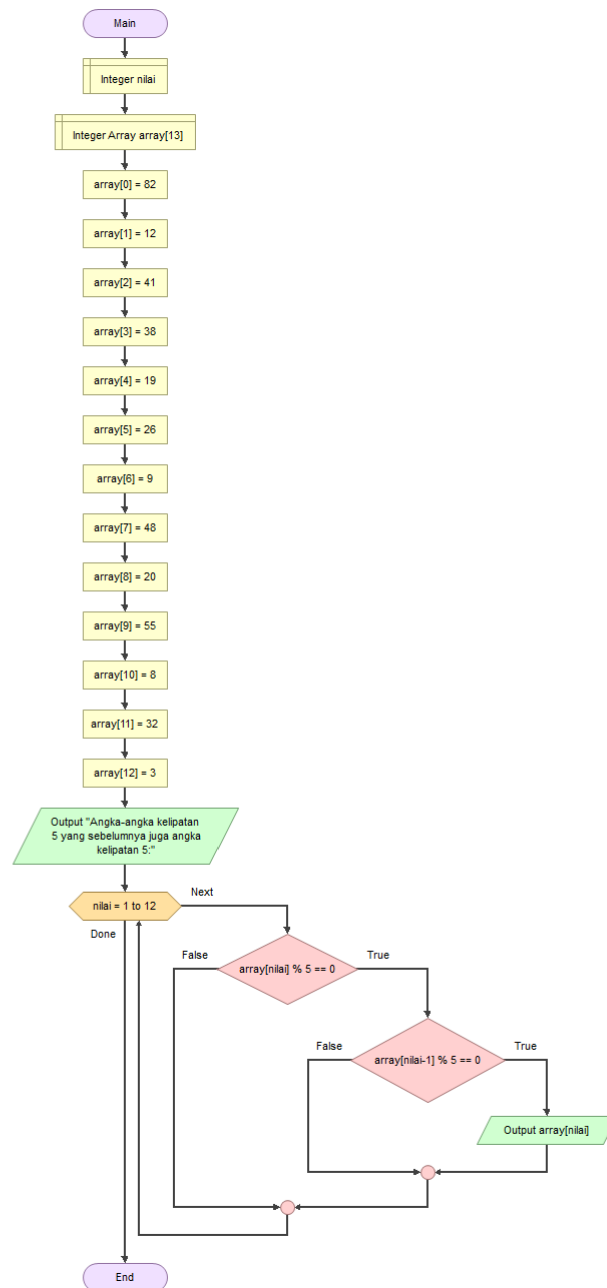 Main
Integer nilai
Integer Array array[13]
array[0] = 82
array[1] = 12
array[2] = 41
array[3] = 38
array[4] = 19
array[5] = 26
array[6] = 9
array[7] = 48
array[8] = 20
array[9] = 55
array[10] = 8
array[11] = 32
array[12] = 3
Output "Angka-angka kelipatan
5 yang sebelumnya juga angka
kelipatan 5:"
nilai = 1 to 12
Next
Done
False
array[nilai] % 5 == 0
True
False
array[nilai-1] % 5 == 0
True
Output array[nilai]
End